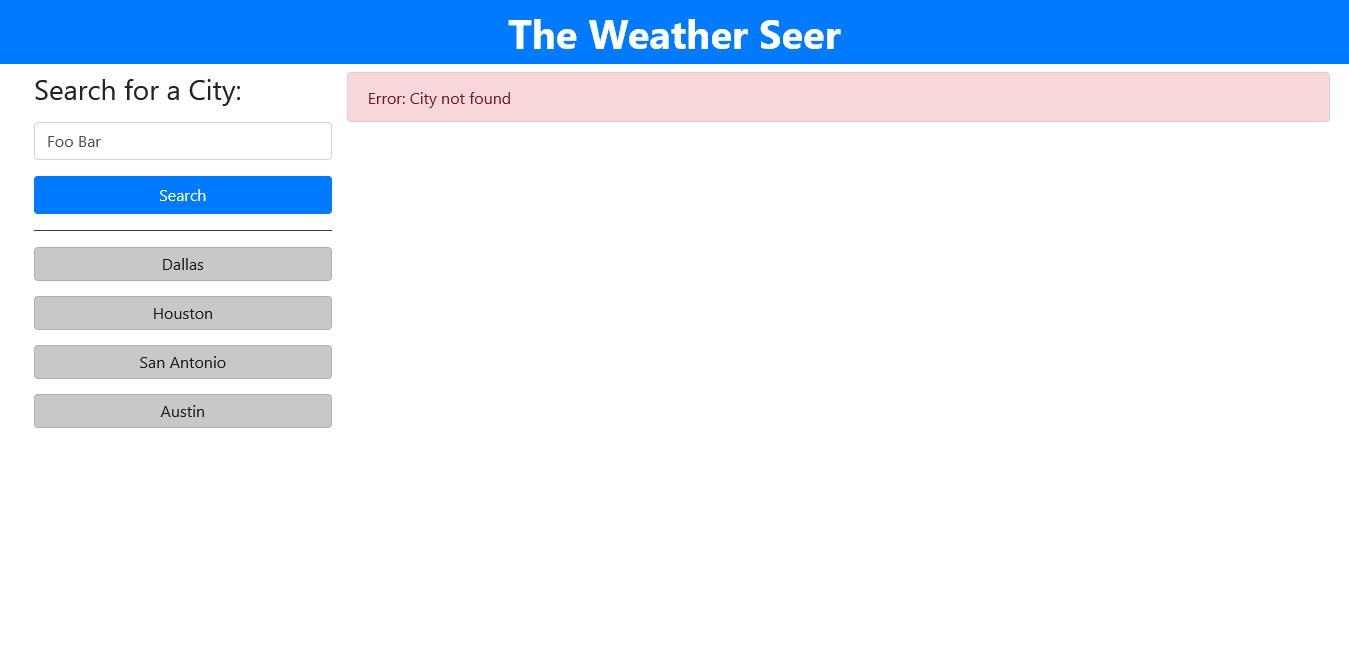 The Weather Seer
Search for a City:
Foo Bar
Search
Dallas
Houston
San Antonio
Austin
Error: City not found